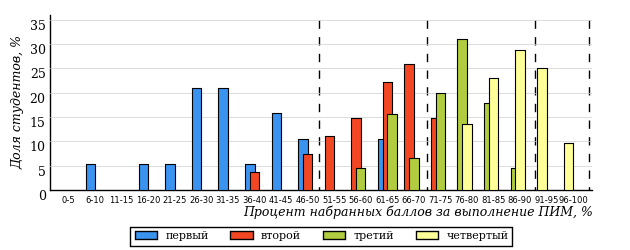 Доля студентов, %
35
30
25
20
15
10
5
0
0-5 6-10 11-15 16-20 21-25 26-30 31-35 36-40 41-45 46-50 51-55 56-60 61-65 66-70 71-75 76-80 81-85 86-90 91-95 96-100
Процент набранных баллов за выполнение ПИМ, %
первый второй третий четвертый